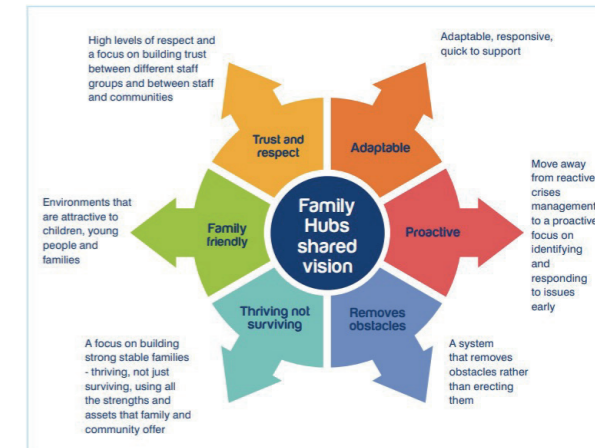 High levels of respect and
a focus on building trust
between different staff
groups and between staff
and communities
Adaptable, responsive,
quick to support
Trust and
respect
Adaptable
Environments that
are attractive to
children, young
people and
families
Family
friendly
Family
Hubs
shared
vision
Proactive
Move away
from reactive
crises
management
to a proactive
focus on
identifying
and
responding
to issues
early
Thriving not
surviving
Removes
obstacles
A focus on building
strong stable families
- thriving, not just
surviving, using all
the strengths and
assets that family and
community offer
A system
that removes
obstacles rather
than erecting
them